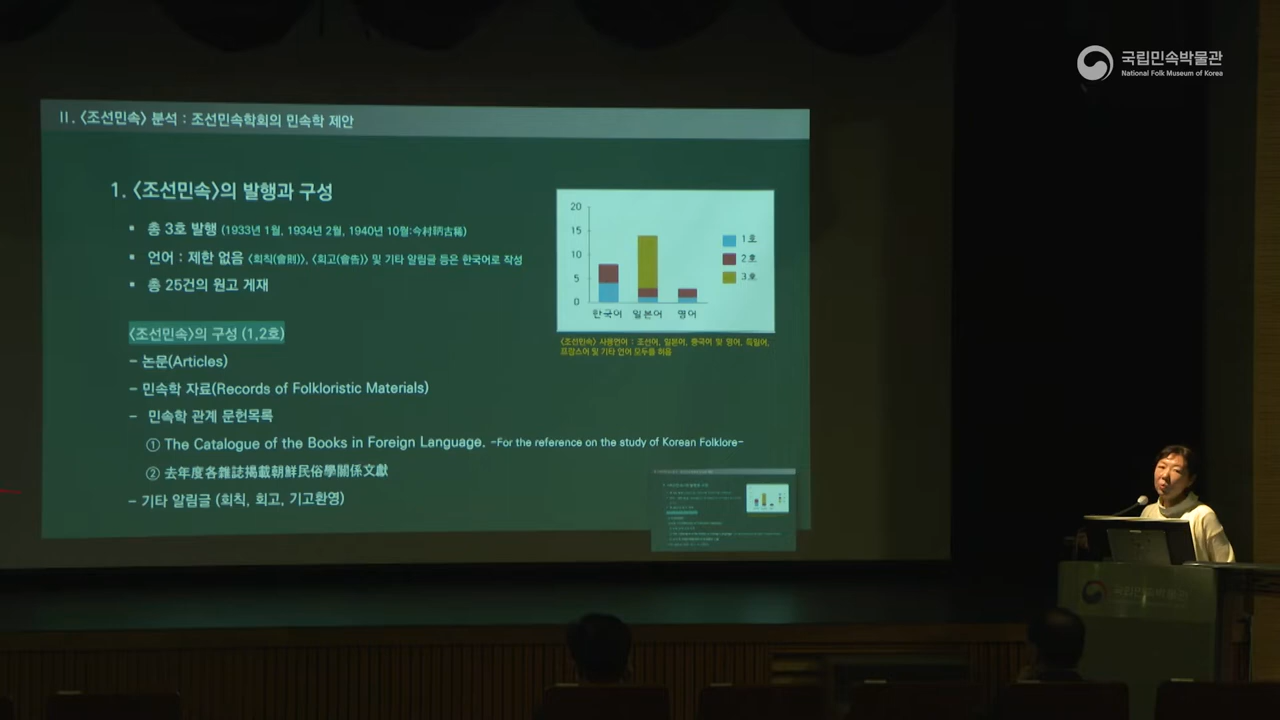 국립민속박물관
National Folk Museum of Korea
Ⅱ. <조선민속> 분석 : 조선민속학회의 민속학 제안
1. <조선민속>의 발행과 구성
▪ 총 3호 발행 (1933년 1월, 1934년 2월, 1940년 10월:今村鞆古稀)
▪ 언어 : 제한 없음 <회칙(會則)>, <회고(會告)> 및 기타 알림글 등은 한국어로 작성
▪ 총 25건의 원고 게재
20
15
10
5
0
한국어 일본어 영어
1호
2호
3호
<조선민속> 사용언어 : 조선어, 일본어, 중국어 및 영어, 독일어,
프랑스어 및 기타 언어 모두를 허용
<조선민속>의 구성 (1,2호)
- 논문(Articles)
- 민속학 자료(Records of Folkloristic Materials)
- 민속학 관계 문헌목록
① The Catalogue of the Books in Foreign Language. -For the reference on the study of Korean Folklore-
② 去年度各雜誌揭載朝鮮民俗學關係文獻
- 기타 알림글 (회칙, 회고, 기고환영)
국립민속박물관